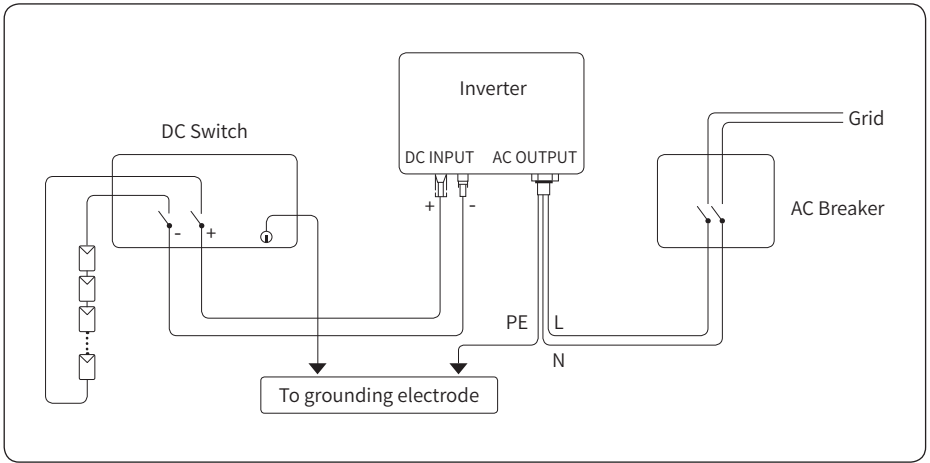 Inverter
Grid
DC Switch
DC INPUT AC OUTPUT
+ -
AC Breaker
- +
PE L
N
To grounding electrode